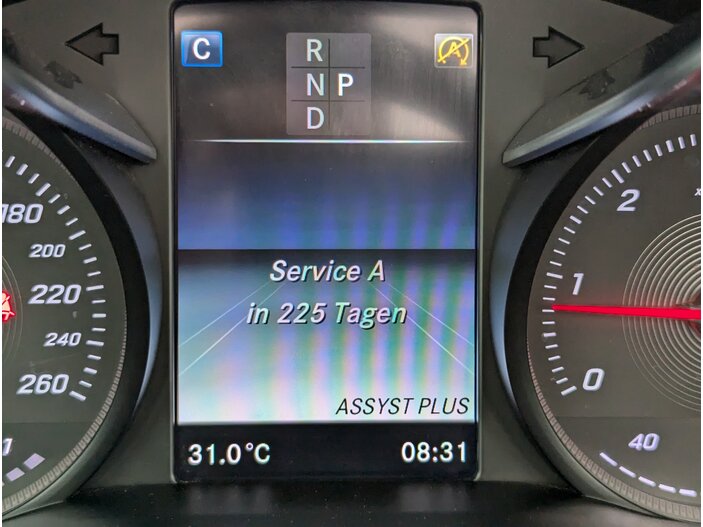 C
R
N P
D
A
180
200
220
240
260
Service A
in 225 Tagen
ASSYST PLUS
31.0°C
08:31
2
1
0
40